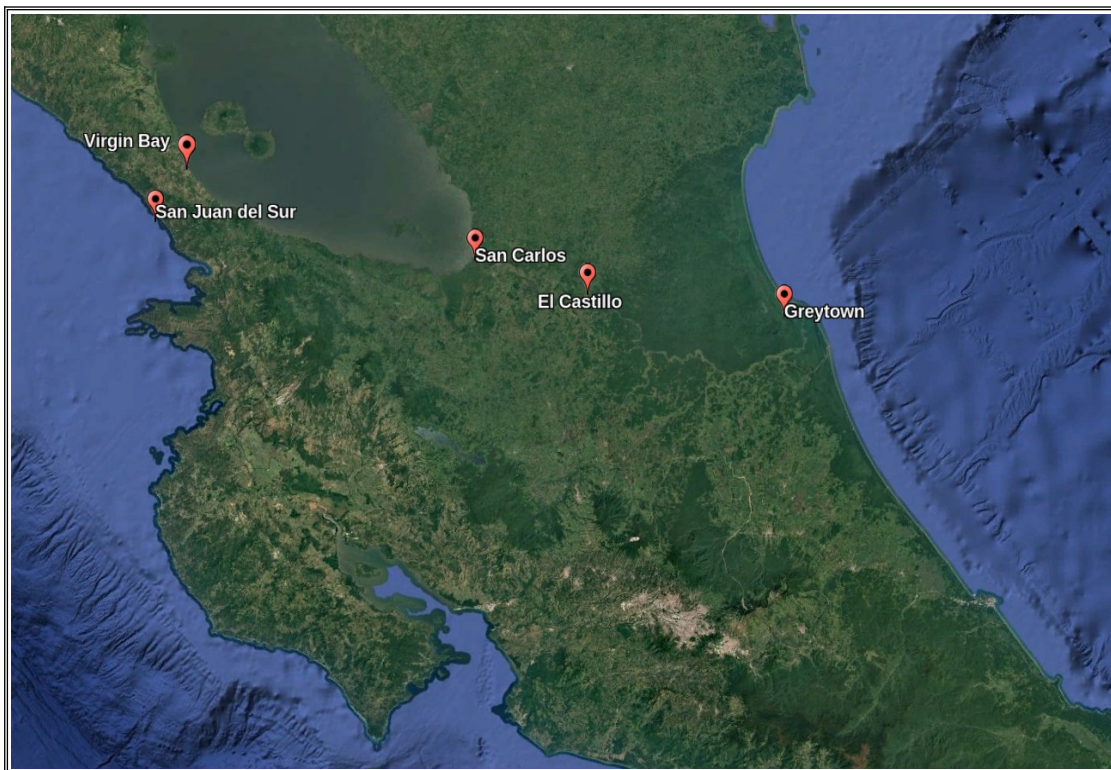 Virgin Bay
San Juan del Sur
San Carlos
El Castillo
Greytown